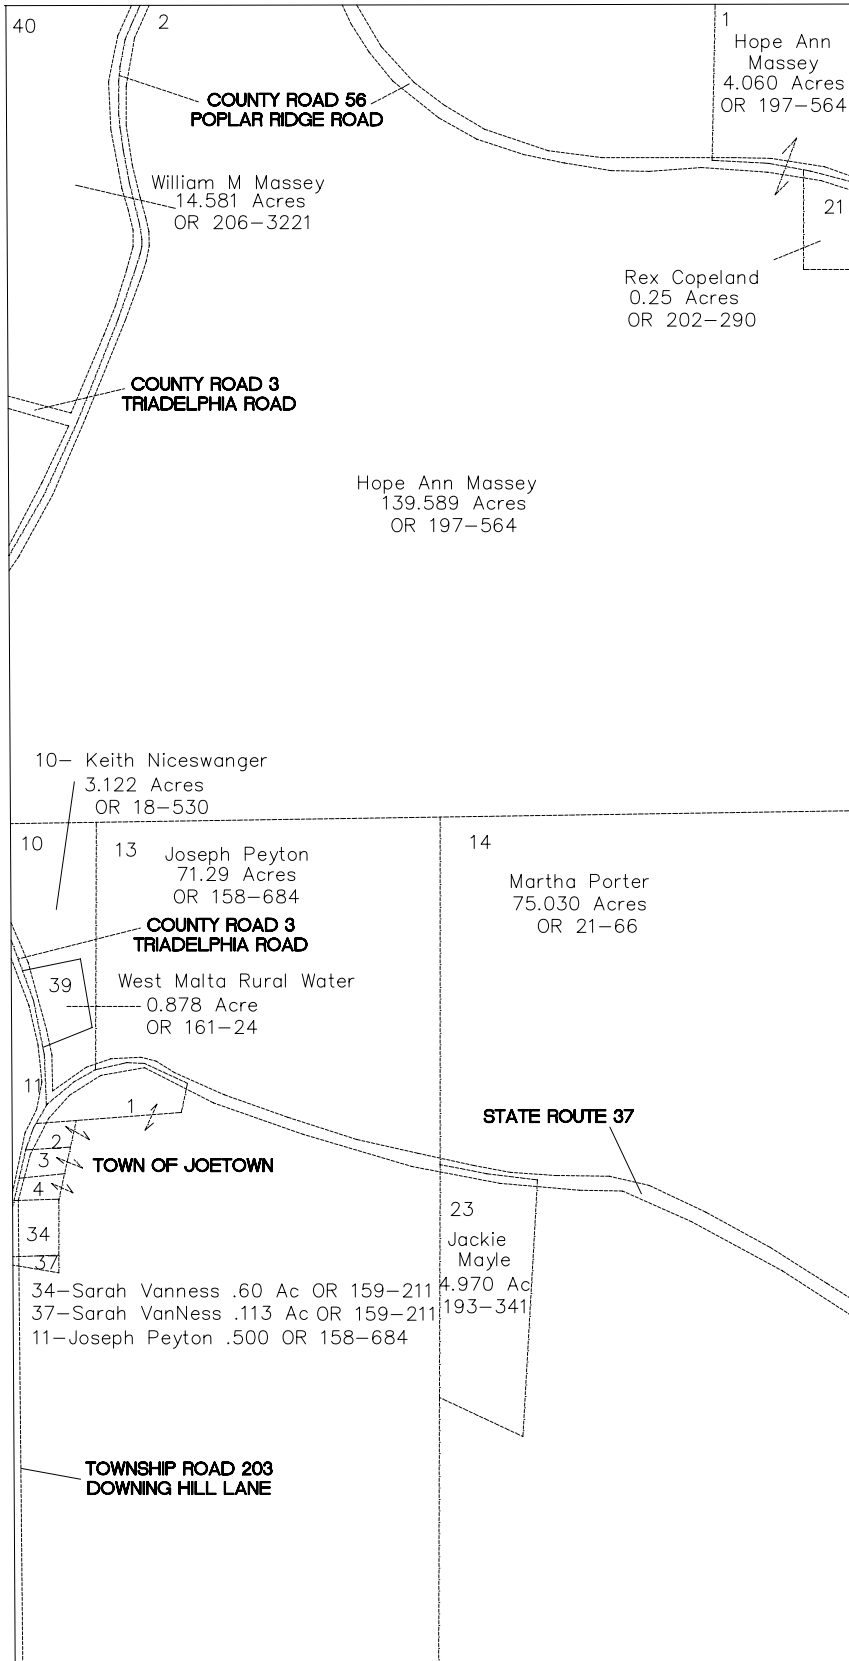 40
2
1
Hope Ann
Massey
4.060 Acres
OR 197-564
COUNTY ROAD 56
POPLAR RIDGE ROAD
William M Massey
14.581 Acres
OR 206-3221
21
Rex Copeland
0.25 Acres
OR 202-290
COUNTY ROAD 3
TRIADELPHIA ROAD
Hope Ann Massey
139.589 Acres
OR 197-564
10- Keith Niceswanger
3.122 Acres
OR 18-530
10
13
Joseph Peyton
71.29 Acres
OR 158-684
14
Martha Porter
75.030 Acres
OR 21-66
COUNTY ROAD 3
TRIADELPHIA ROAD
39
West Malta Rural Water
0.878 Acre
OR 161-24
11
1
2
3
4
TOWN OF JOETOWN
STATE ROUTE 37
34
37
23
Jackie
Mayle
4.970 Ac
193-341
34-Sarah Vanness .60 Ac OR 159-211
37-Sarah VanNess .113 Ac OR 159-211
11-Joseph Peyton .500 OR 158-684
TOWNSHIP ROAD 203
DOWNING HILL LANE